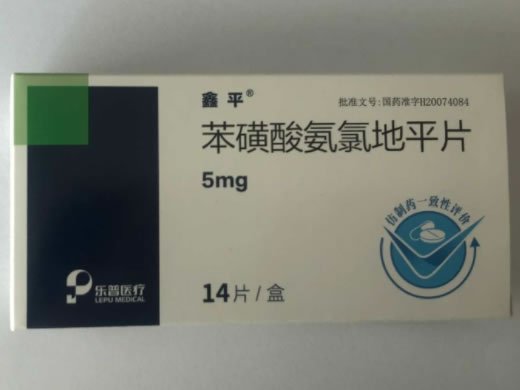 鑫平®
批准文号:国药准字H20074084
苯磺酸氨氯地平片
5mg
仿制药一致性评价
乐普医疗
LEPU MEDICAL
14片/盒